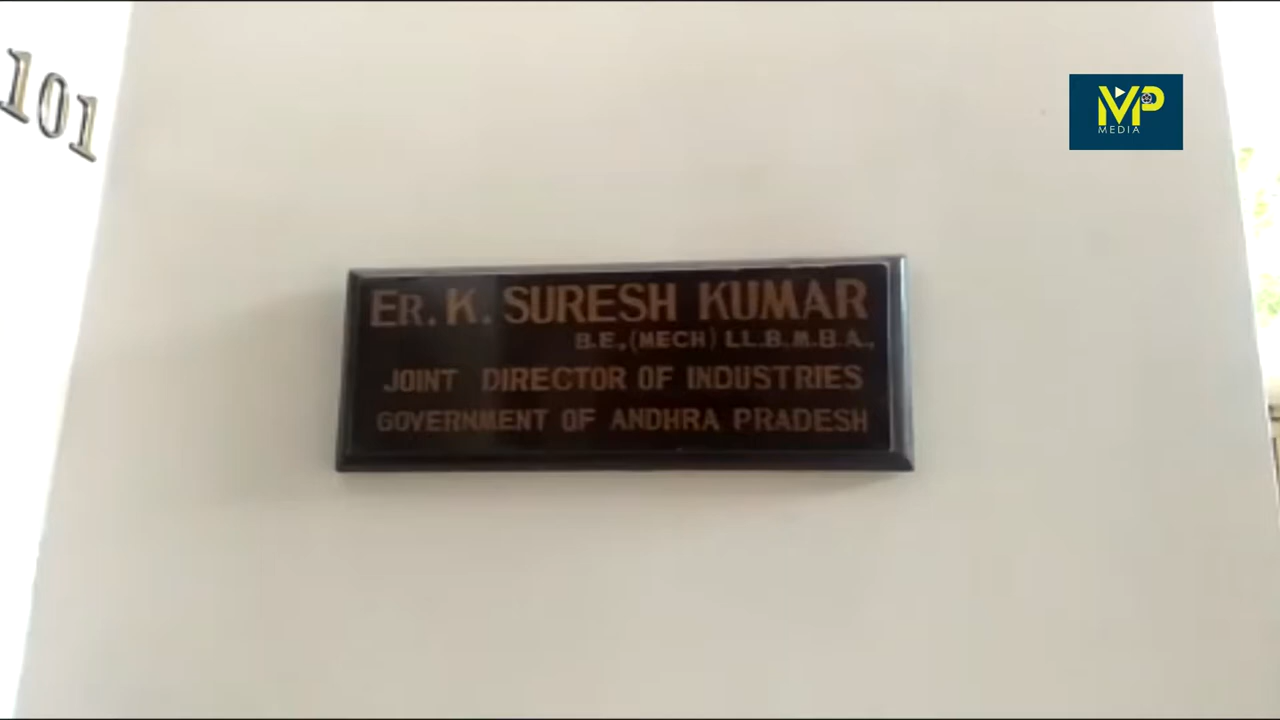 101
MP
MEDIA
ER. K. SURESH KUMAR
B.E.,(MECH) LL.B.M.B.A.,
JOINT DIRECTOR OF INDUSTRIES
GOVERNMENT OF ANDHRA PRADESH